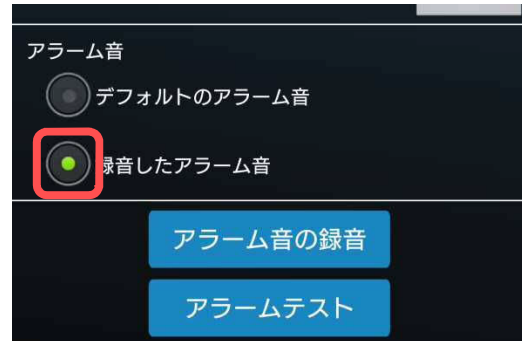 アラーム音
デフォルトのアラーム音
録音したアラーム音
アラーム音の録音
アラームテスト